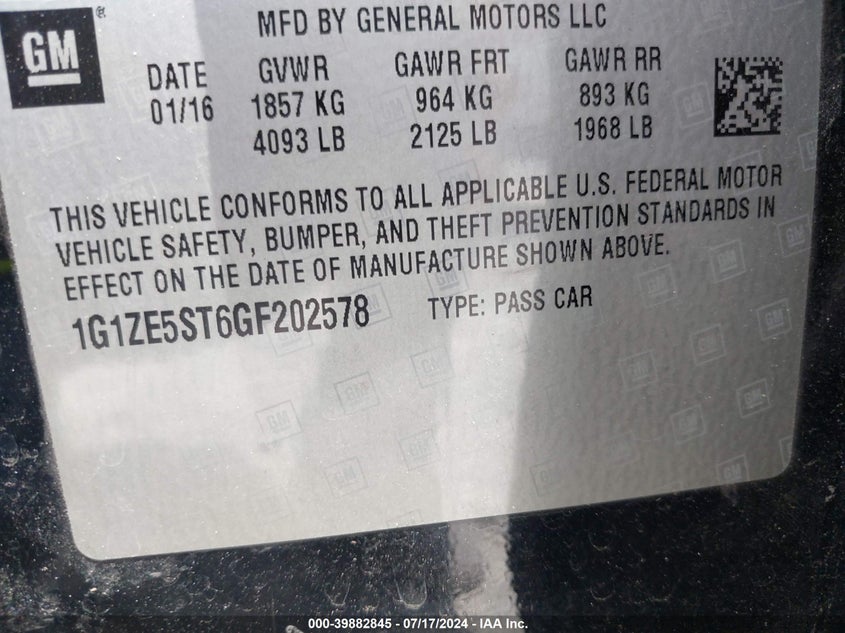 GM
MFD BY GENERAL MOTORS LLC
DATE GVWR GAWR FRT GAWR RR
01/16 1857 KG 964 KG 893 KG
4093 LB 2125 LB 1968 LB
THIS VEHICLE CONFORMS TO ALL APPLICABLE U.S. FEDERAL MOTOR
VEHICLE SAFETY, BUMPER, AND THEFT PREVENTION STANDARDS IN
EFFECT ON THE DATE OF MANUFACTURE SHOWN ABOVE.
1G1ZE5ST6GF202578 TYPE: PASS CAR
000-39882845 - 07/17/2024 - IAA Inc.